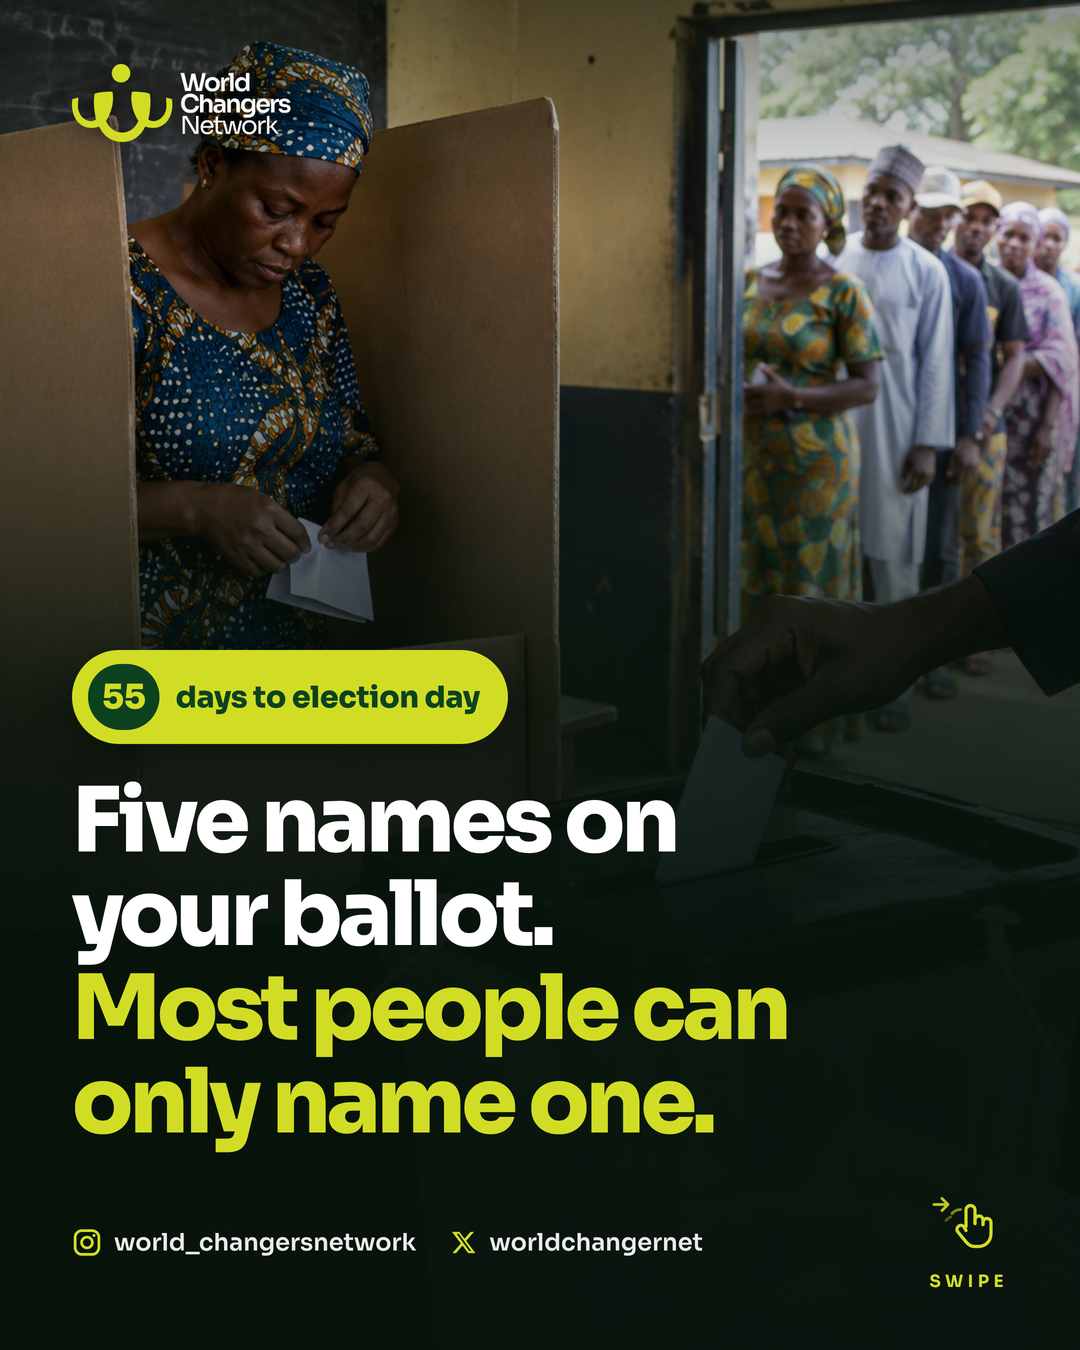 World
Changers
Network
55 days to election day
Five names on
your ballot.
Most people can
only name one.
world_changersnetwork
worldchangernet
SWIPE